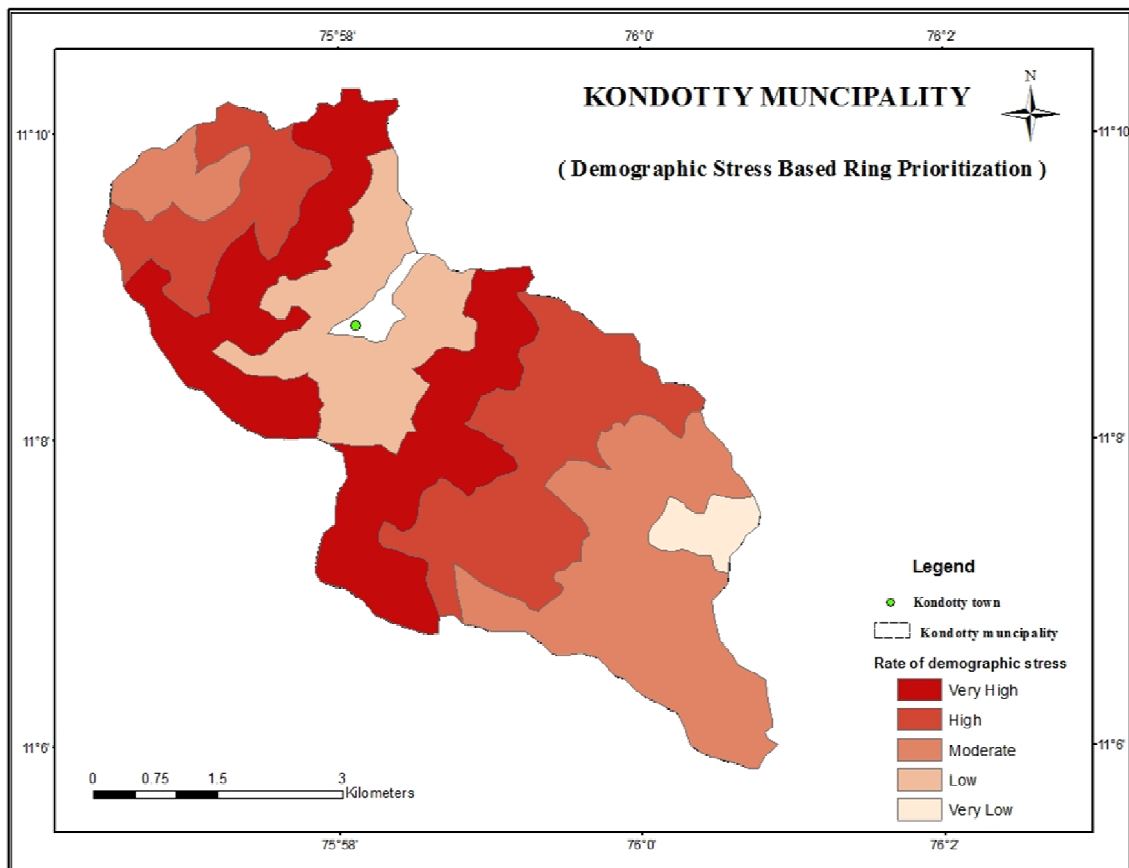 75°58'
76°0'
76°2'
KONDOTTY MUNCIPALITY
N
11°10'
11°10'
( Demographic Stress Based Ring Prioritization )
11°8'
11°8'
Legend
Kondotty town
Kondotty muncipality
Rate of demographic stress
Very High
High
Moderate
Low
Very Low
11°6'
11°6'
0 0.75 1.5 3
Kilometers
75°58'
76°0'
76°2'